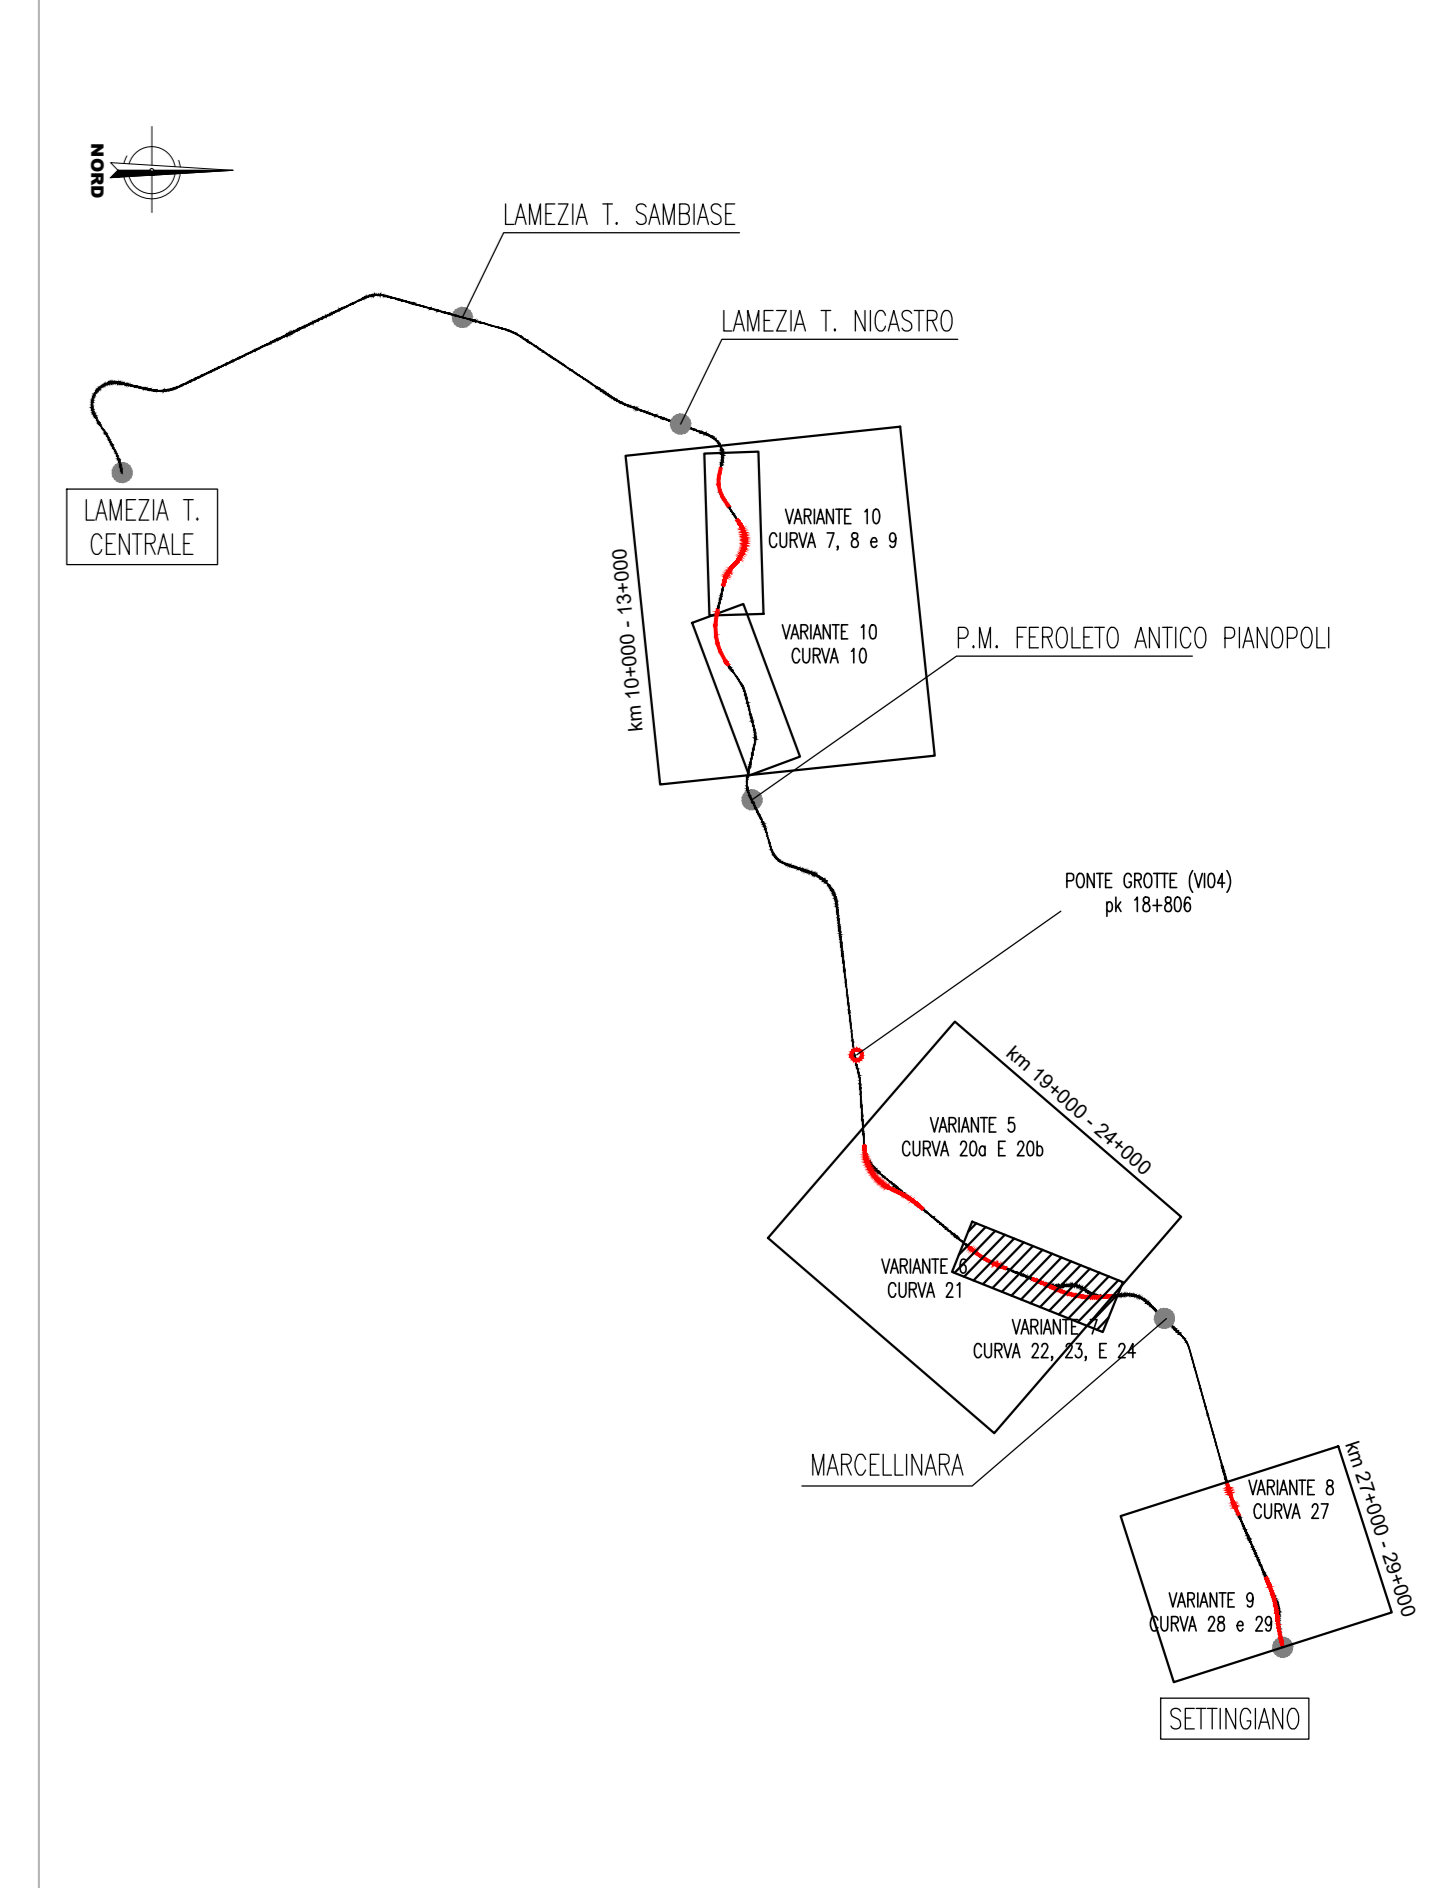 NORD
LAMEZIA T. SAMBIASE
LAMEZIA T. NICASTRO
LAMEZIA T.
CENTRALE
VARIANTE 10
CURVA 7, 8 e 9
km 10+000 - 13+000
VARIANTE 10
CURVA 10
P.M. FEROLETO ANTICO PIANOPOLI
PONTE GROTTE (VI04)
pk 18+806
km 19+000 - 24+000
VARIANTE 5
CURVA 20a E 20b
VARIANTE 6
CURVA 21
VARIANTE 7
CURVA 22, 23, E 24
MARCELLINARA
km 27+000 - 29+000
VARIANTE 8
CURVA 27
VARIANTE 9
CURVA 28 e 29
SETTINGIANO